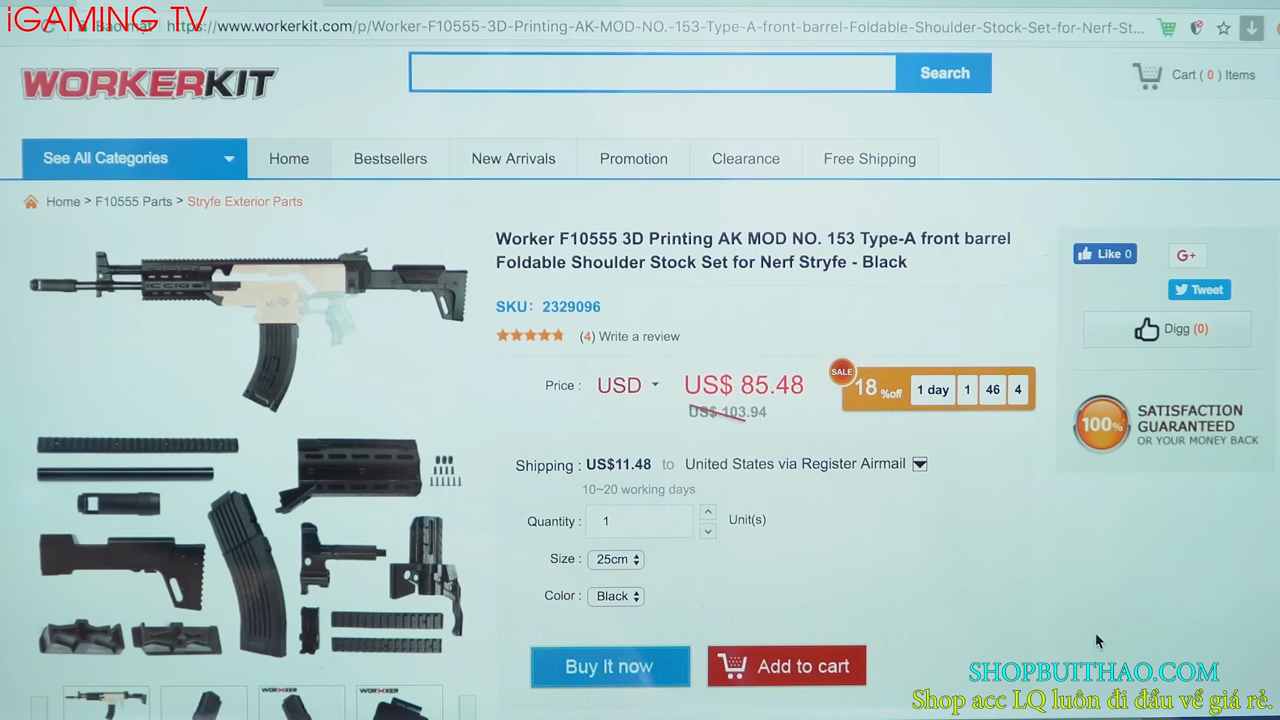 iGAMING TV
Bảo mật https://www.workerkit.com/p/Worker-F10555-3D-Printing-AK-MOD-NO.-153-Type-A-front-barrel-Foldable-Shoulder-Stock-Set-for-Nerf-St...
WORKERKIT
Search
Cart ( 0 ) Items
See All Categories
Home
Bestsellers
New Arrivals
Promotion
Clearance
Free Shipping
Home > F10555 Parts > Stryfe Exterior Parts
Worker F10555 3D Printing AK MOD NO. 153 Type-A front barrel
Foldable Shoulder Stock Set for Nerf Stryfe - Black
SKU: 2329096
(4) Write a review
Price : USD US$ 85.48
US$ 103.94
SALE
18 %off 1 day 1 46 4
Shipping : US$11.48 to United States via Register Airmail
10~20 working days
Quantity : 1 Unit(s)
Size : 25cm
Color : Black
Buy It now
Add to cart
Like 0
G+
Tweet
Digg (0)
100%
SATISFACTION
GUARANTEED
OR YOUR MONEY BACK
WORKER
WORKER
SHOPBUITHAO.COM
Shop acc LQ luôn đi đầu về giá rẻ.